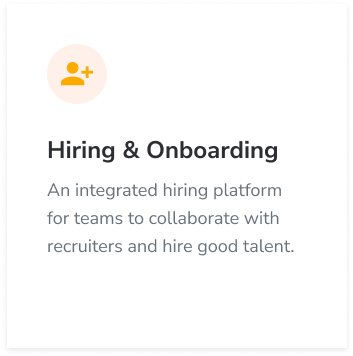 Hiring & Onboarding
An integrated hiring platform
for teams to collaborate with
recruiters and hire good talent.